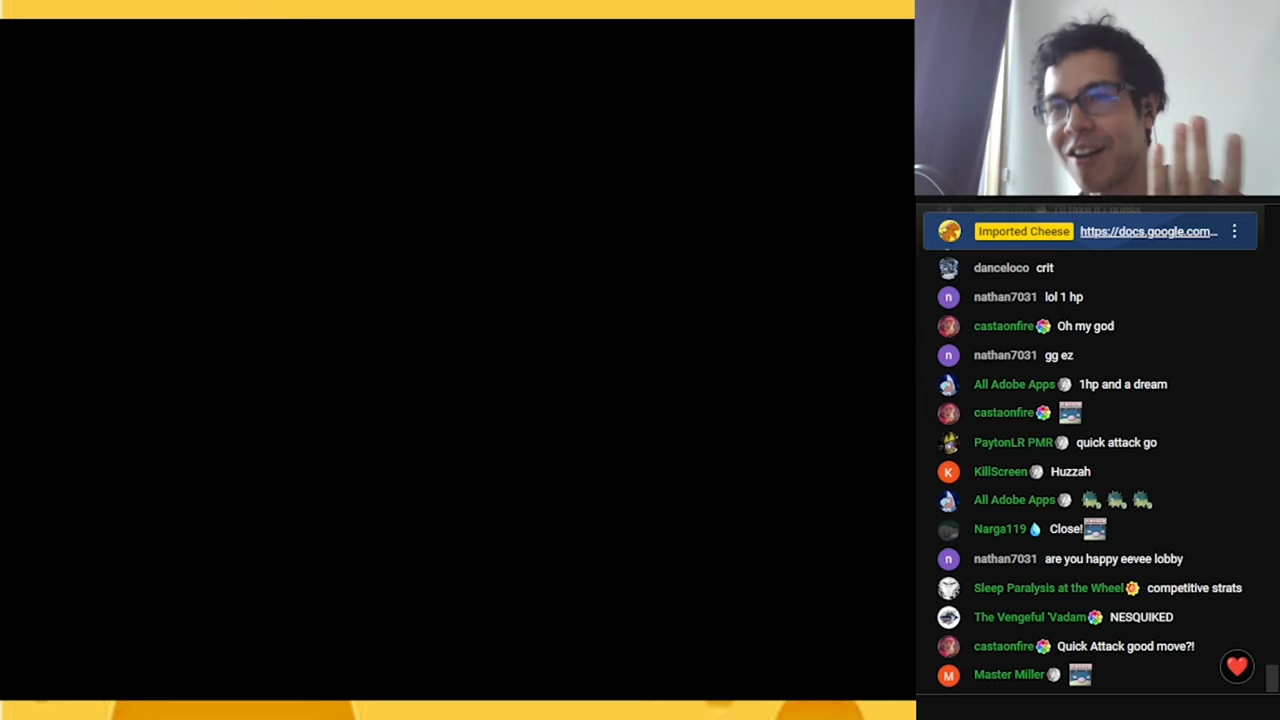 Imported Cheese https://docs.google.com...
danceloco crit
nathan7031 lol 1 hp
castaonfire Oh my god
nathan7031 gg ez
All Adobe Apps 1hp and a dream
castaonfire
PaytonLR PMR quick attack go
K KillScreen Huzzah
All Adobe Apps
Narga119 Close!
n nathan7031 are you happy eevee lobby
Sleep Paralysis at the Wheel competitive strats
The Vengeful 'Vadam NESQUIKED
castaonfire Quick Attack good move?!
M Master Miller